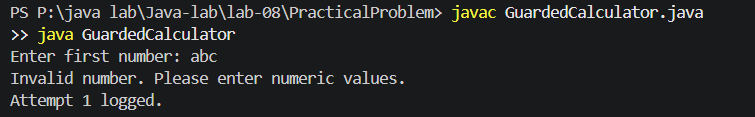 PS P:\java lab\Java-lab\lab-08\PracticalProblem> javac GuardedCalculator.java
>> java GuardedCalculator
Enter first number: abc
Invalid number. Please enter numeric values.
Attempt 1 logged.